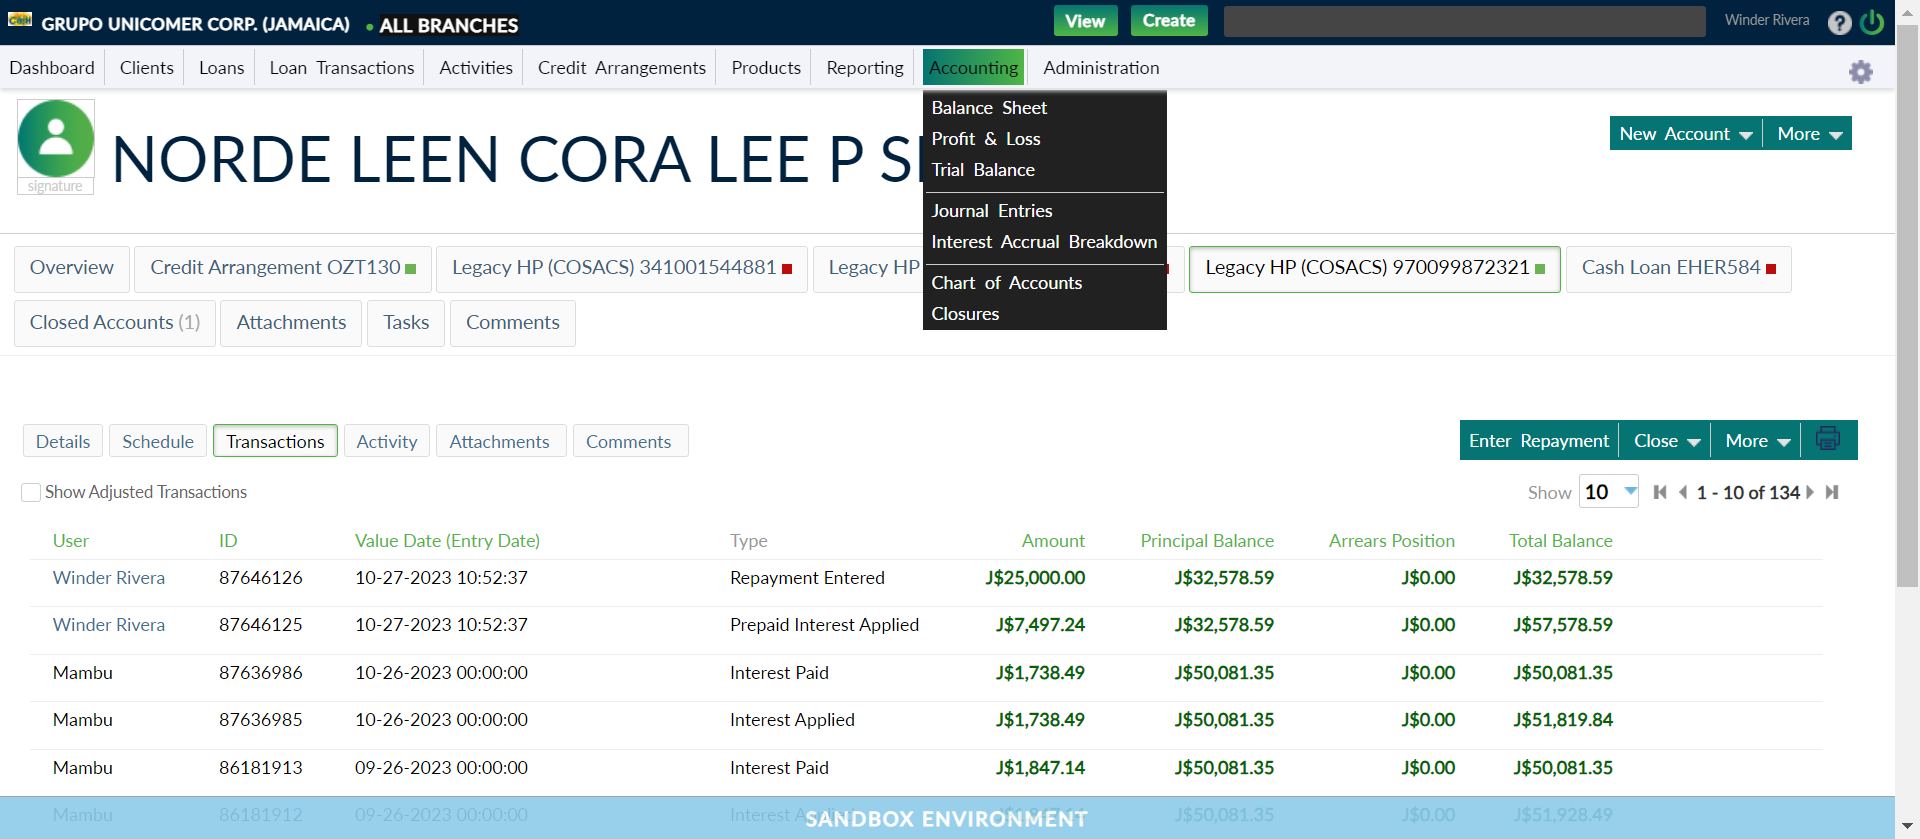 GRUPO UNICOMER CORP. (JAMAICA) • ALL BRANCHES View Create Winder Rivera ?
Dashboard Clients Loans Loan Transactions Activities Credit Arrangements Products Reporting Accounting Administration
Balance Sheet
Profit & Loss
Trial Balance
Journal Entries
Interest Accrual Breakdown
Chart of Accounts
Closures
signature
NORDE LEEN CORA LEE P
New Account More
Overview Credit Arrangement OZT130 Legacy HP (COSACS) 341001544881 Legacy HP Legacy HP (COSACS) 970099872321 Cash Loan EHER584
Closed Accounts (1) Attachments Tasks Comments
Details Schedule Transactions Activity Attachments Comments Enter Repayment Close More
Show Adjusted Transactions Show 10 1 - 10 of 134
User ID Value Date (Entry Date) Type Amount Principal Balance Arrears Position Total Balance
Winder Rivera 87646126 10-27-2023 10:52:37 Repayment Entered J$25,000.00 J$32,578.59 J$0.00 J$32,578.59
Winder Rivera 87646125 10-27-2023 10:52:37 Prepaid Interest Applied J$7,497.24 J$32,578.59 J$0.00 J$57,578.59
Mambu 87636986 10-26-2023 00:00:00 Interest Paid J$1,738.49 J$50,081.35 J$0.00 J$50,081.35
Mambu 87636985 10-26-2023 00:00:00 Interest Applied J$1,738.49 J$50,081.35 J$0.00 J$51,819.84
Mambu 86181913 09-26-2023 00:00:00 Interest Paid J$1,847.14 J$50,081.35 J$0.00 J$50,081.35
Mambu 86181912 09-26-2023 00:00:00 Interest J$50,081.35 J$0.00 J$51,928.49
SANDBOX ENVIRONMENT